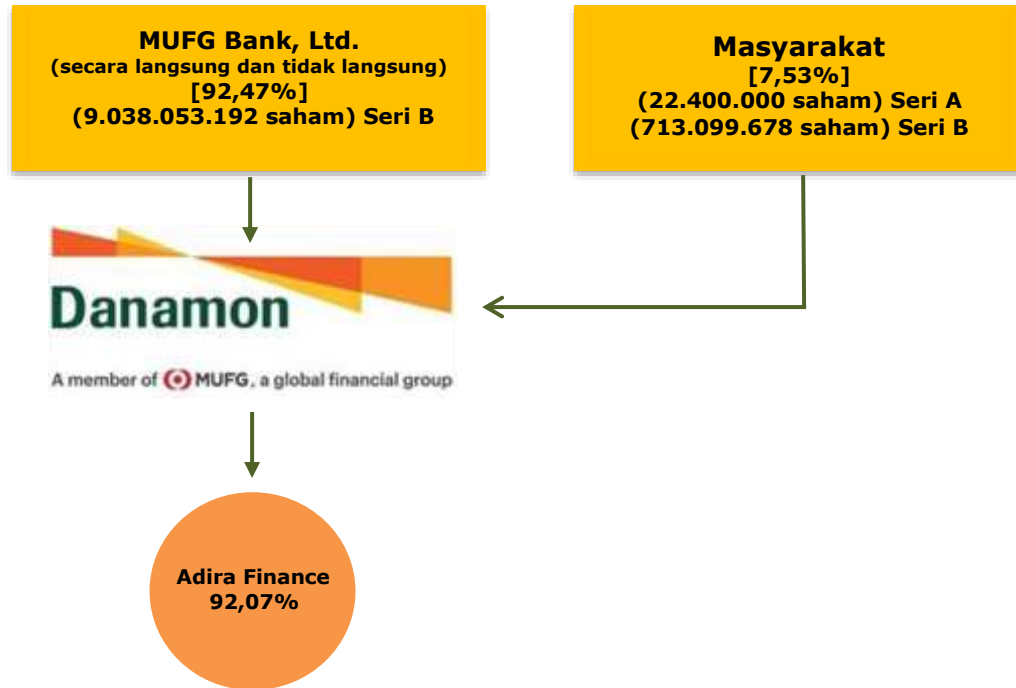 MUFG Bank, Ltd.
(secara langsung dan tidak langsung)
[92,47%]
(9.038.053.192 saham) Seri B
Masyarakat
[7,53%]
(22.400.000 saham) Seri A
(713.099.678 saham) Seri B
Danamon
A member of MUFG, a global financial group
Adira Finance
92,07%